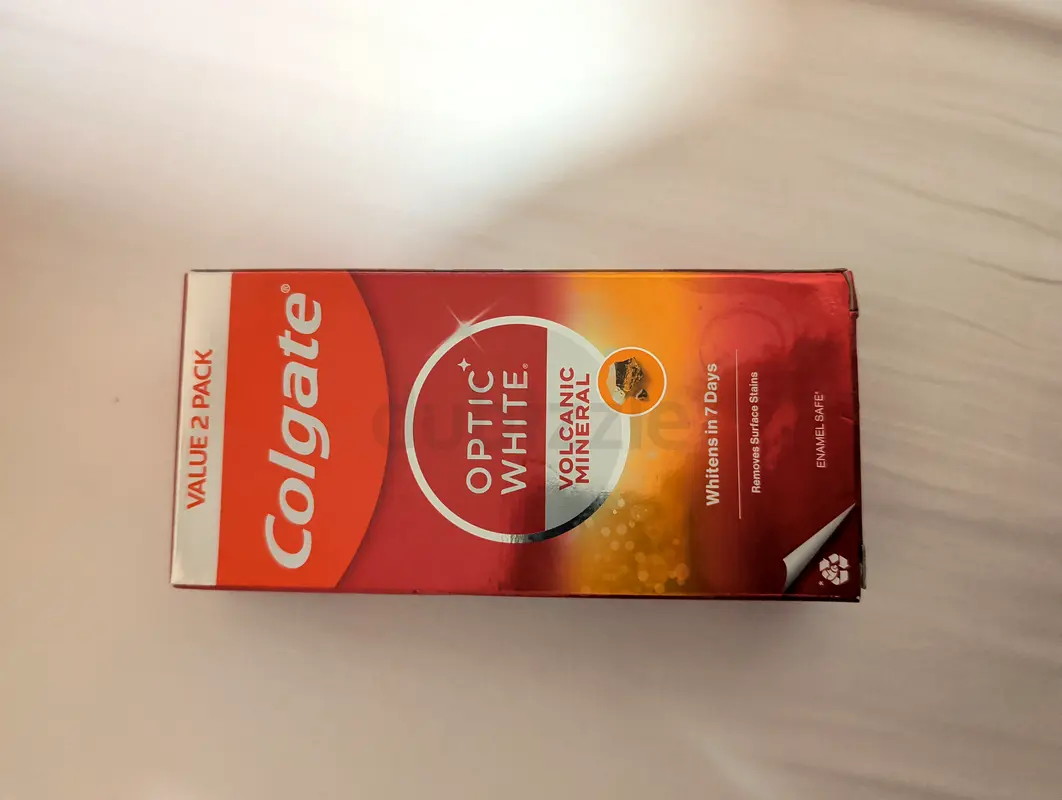 VALUE 2 PACK
Colgate®
OPTIC
WHITE®
VOLCANIC
MINERAL
Whitens in 7 Days
Removes Surface Stains
ENAMEL SAFE*
*